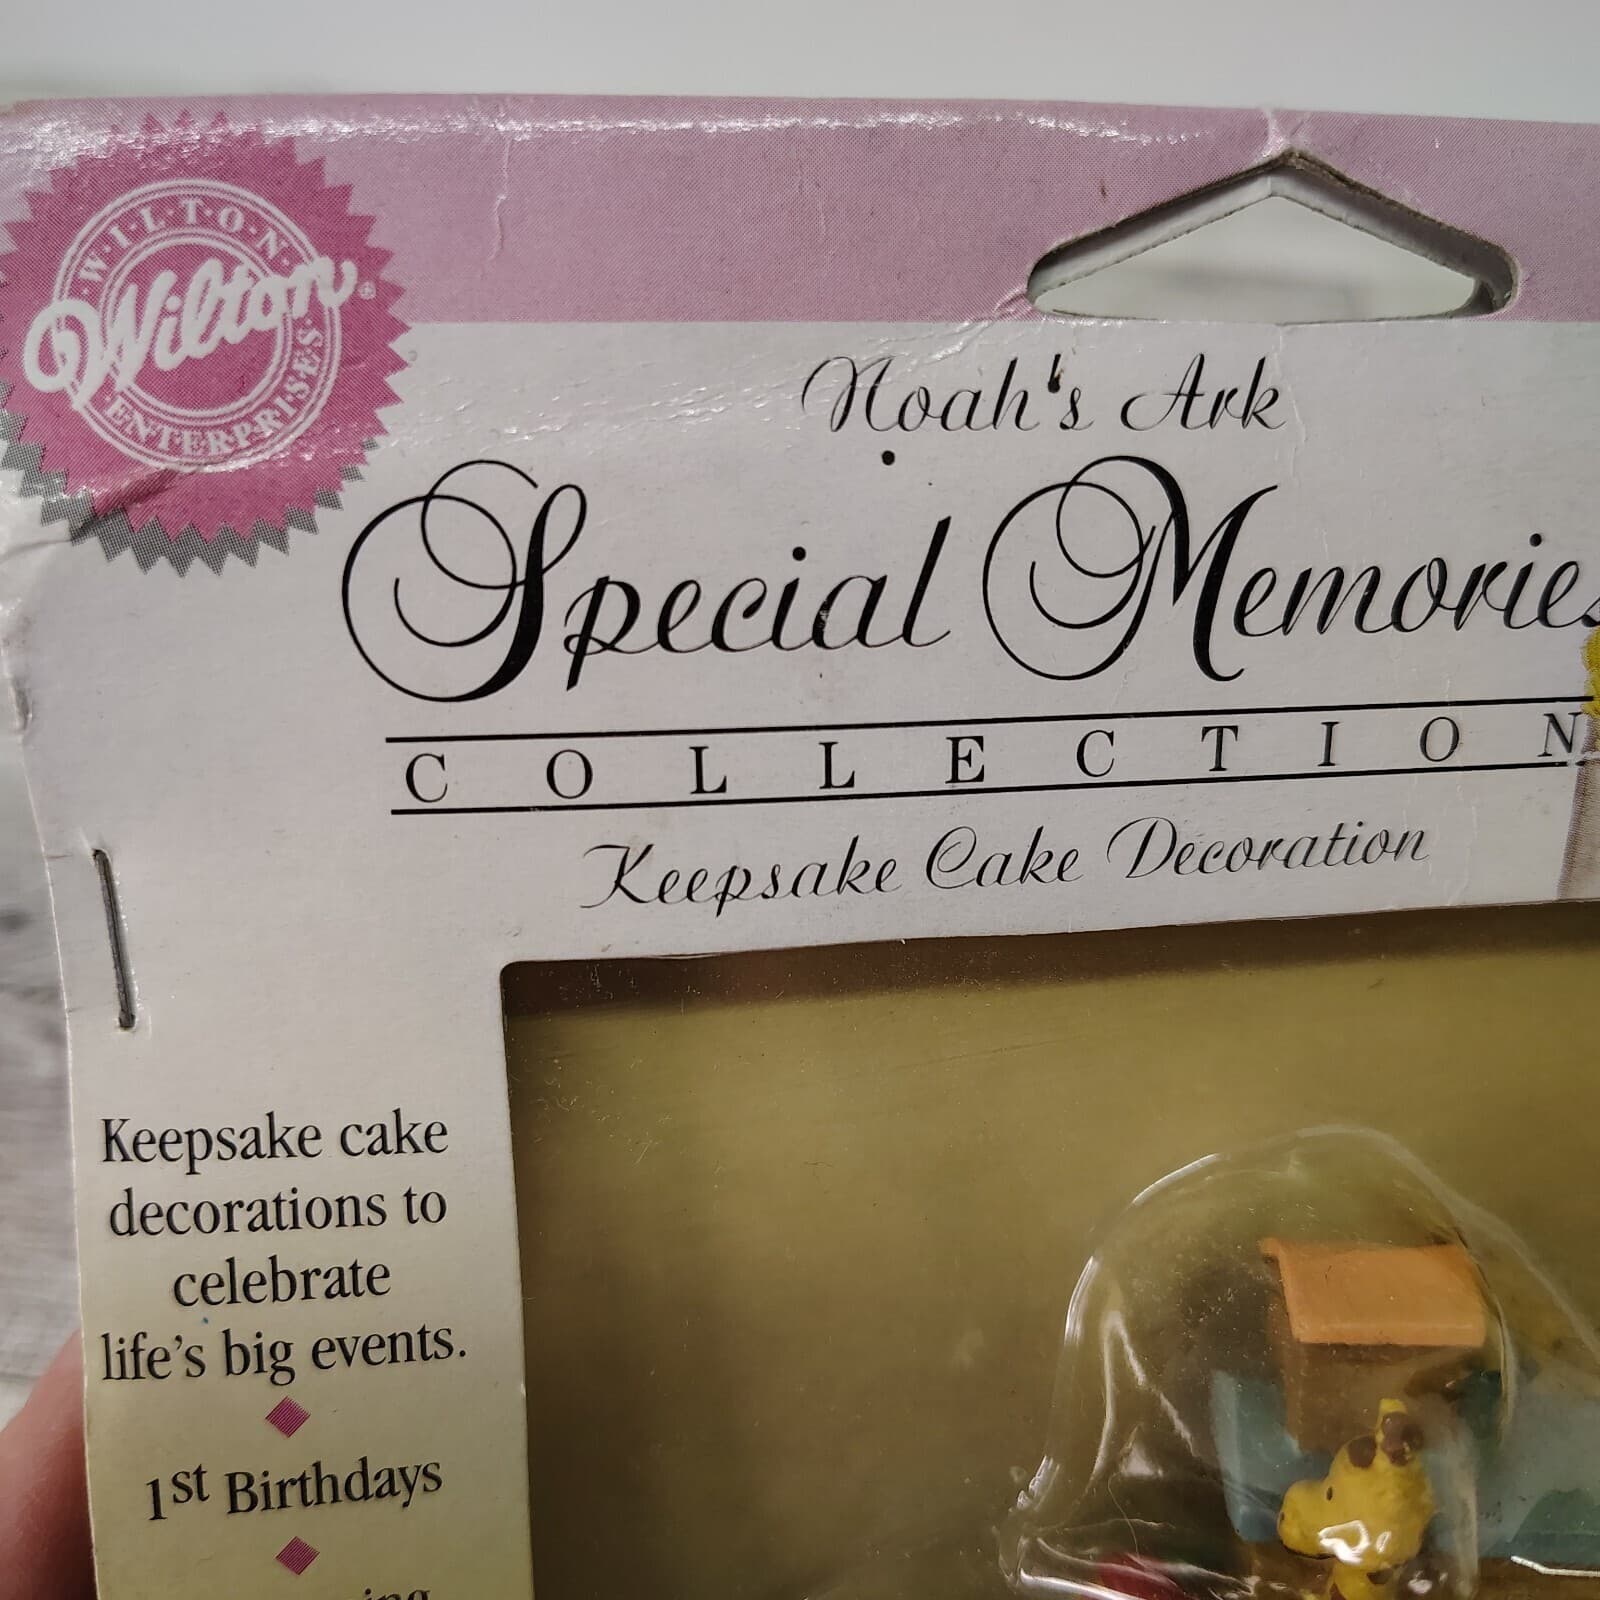 WILTON
Wilton®
ENTERPRISES
Noah's Ark
Special Memories
COLLECTION
Keepsake Cake Decoration
Keepsake cake
decorations to
celebrate
life's big events.
1st Birthdays